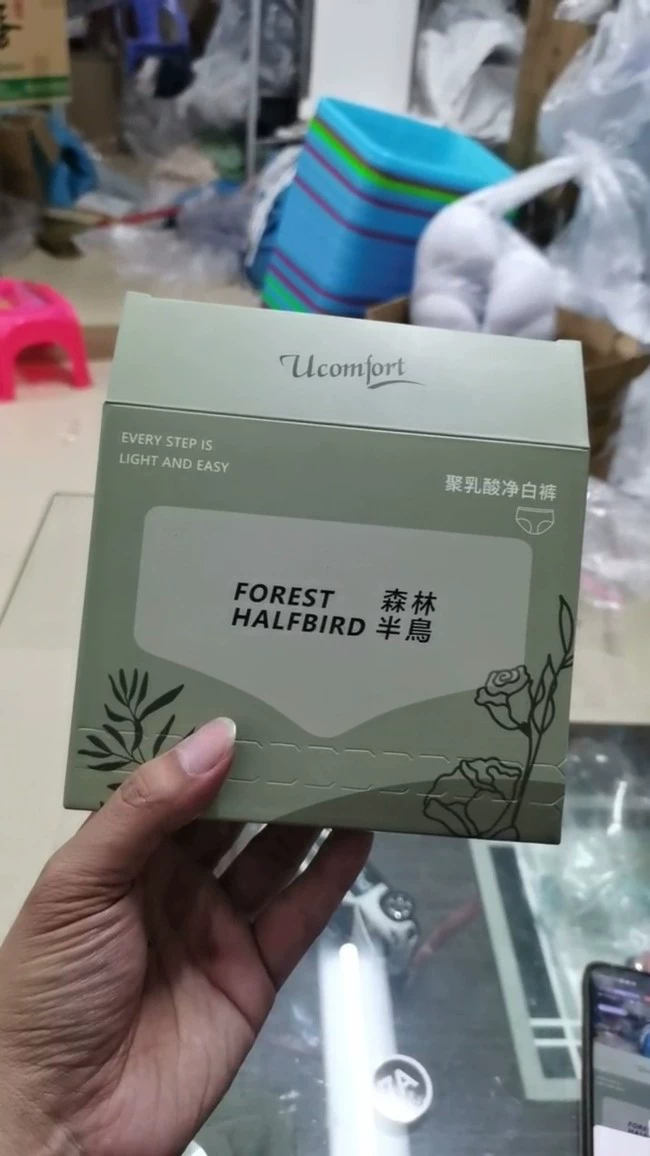 Ucomfort
EVERY STEP IS
LIGHT AND EASY
聚乳酸净白裤
FOREST
HALFBIRD
森林
半鳥